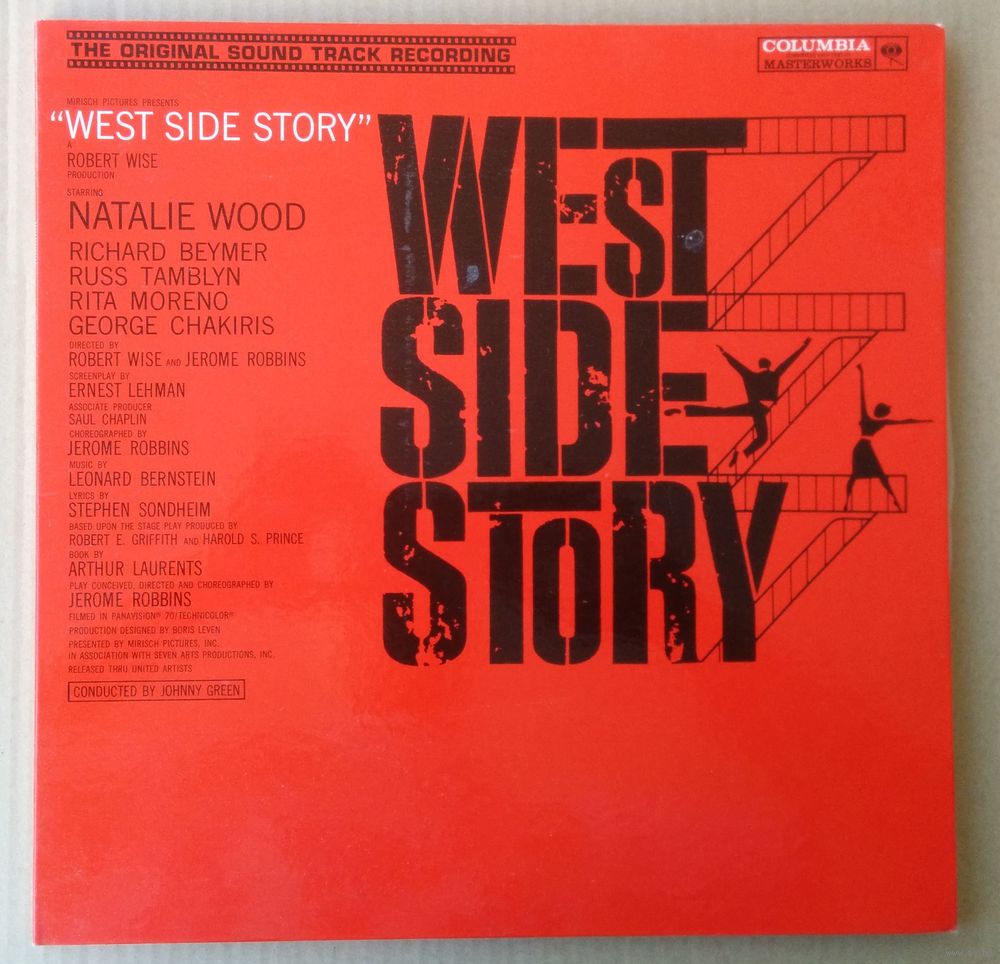 THE ORIGINAL SOUND TRACK RECORDING
COLUMBIA
MASTERWORKS
MIRISCH PICTURES PRESENTS
“WEST SIDE STORY”
A
ROBERT WISE
PRODUCTION
STARRING
NATALIE WOOD
RICHARD BEYMER
RUSS TAMBLYN
RITA MORENO
GEORGE CHAKIRIS
DIRECTED BY
ROBERT WISE AND JEROME ROBBINS
SCREENPLAY BY
ERNEST LEHMAN
ASSOCIATE PRODUCER
SAUL CHAPLIN
CHOREOGRAPHED BY
JEROME ROBBINS
MUSIC BY
LEONARD BERNSTEIN
LYRICS BY
STEPHEN SONDHEIM
BASED UPON THE STAGE PLAY PRODUCED BY
ROBERT E. GRIFFITH AND HAROLD S. PRINCE
BOOK BY
ARTHUR LAURENTS
PLAY CONCEIVED, DIRECTED AND CHOREOGRAPHED BY
JEROME ROBBINS
FILMED IN PANAVISION® 70/TECHNICOLOR®
PRODUCTION DESIGNED BY BORIS LEVEN
PRESENTED BY MIRISCH PICTURES, INC.
IN ASSOCIATION WITH SEVEN ARTS PRODUCTIONS, INC.
RELEASED THRU UNITED ARTISTS
CONDUCTED BY JOHNNY GREEN
WEST
SIDE
STORY